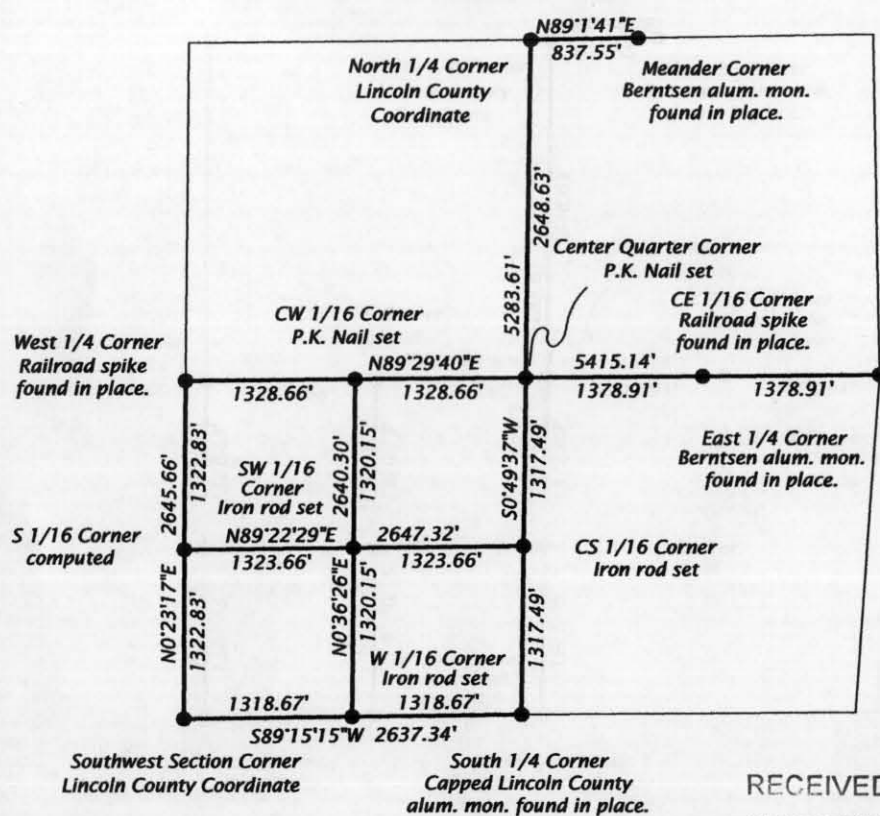 N89°1'41"E
837.55'
North 1/4 Corner
Lincoln County
Coordinate
Meander Corner
Berntsen alum. mon.
found in place.
2648.63'
5283.61'
Center Quarter Corner
P.K. Nail set
CW 1/16 Corner
P.K. Nail set
CE 1/16 Corner
Railroad spike
found in place.
West 1/4 Corner
Railroad spike
found in place.
N89°29'40"E
5415.14'
1328.66'
1328.66'
1378.91'
1378.91'
2645.66'
1322.83'
SW 1/16
Corner
Iron rod set
2640.30'
1320.15'
S0°49'37"W
1317.49'
East 1/4 Corner
Berntsen alum. mon.
found in place.
S 1/16 Corner
computed
N89°22'29"E
2647.32'
1323.66'
1323.66'
CS 1/16 Corner
Iron rod set
N0°23'17"E
1322.83'
N0°36'26"E
1320.15'
1317.49'
W 1/16 Corner
Iron rod set
1318.67'
1318.67'
S89°15'15"W 2637.34'
Southwest Section Corner
Lincoln County Coordinate
South 1/4 Corner
Capped Lincoln County
alum. mon. found in place.
RECEIVED